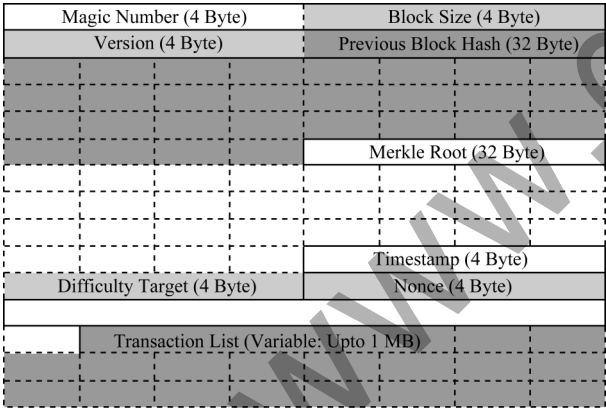 Magic Number (4 Byte) Block Size (4 Byte)
Version (4 Byte) Previous Block Hash (32 Byte)
Merkle Root (32 Byte)
Timestamp (4 Byte)
Difficulty Target (4 Byte) Nonce (4 Byte)
Transaction List (Variable: Upto 1 MB)